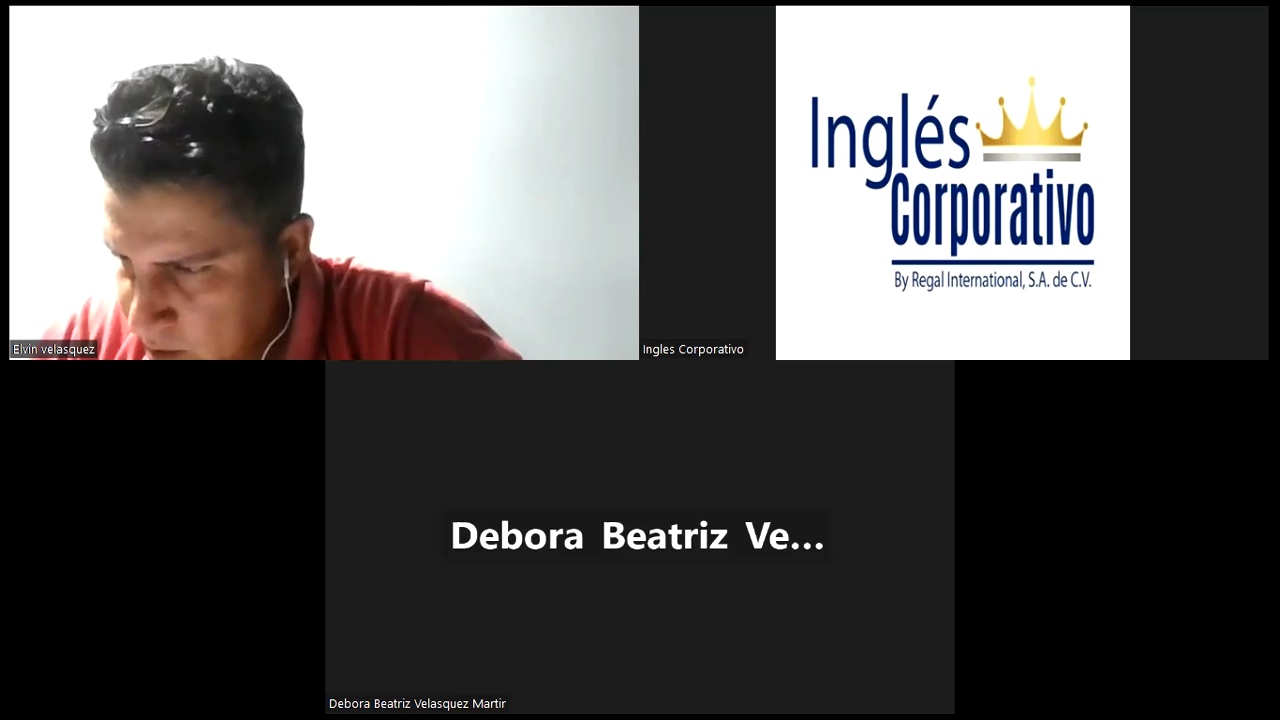 Inglés
Corporativo
By Regal International, S.A. de C.V.
Elvin velasquez
Ingles Corporativo
Debora Beatriz Ve...
Debora Beatriz Velasquez Martir